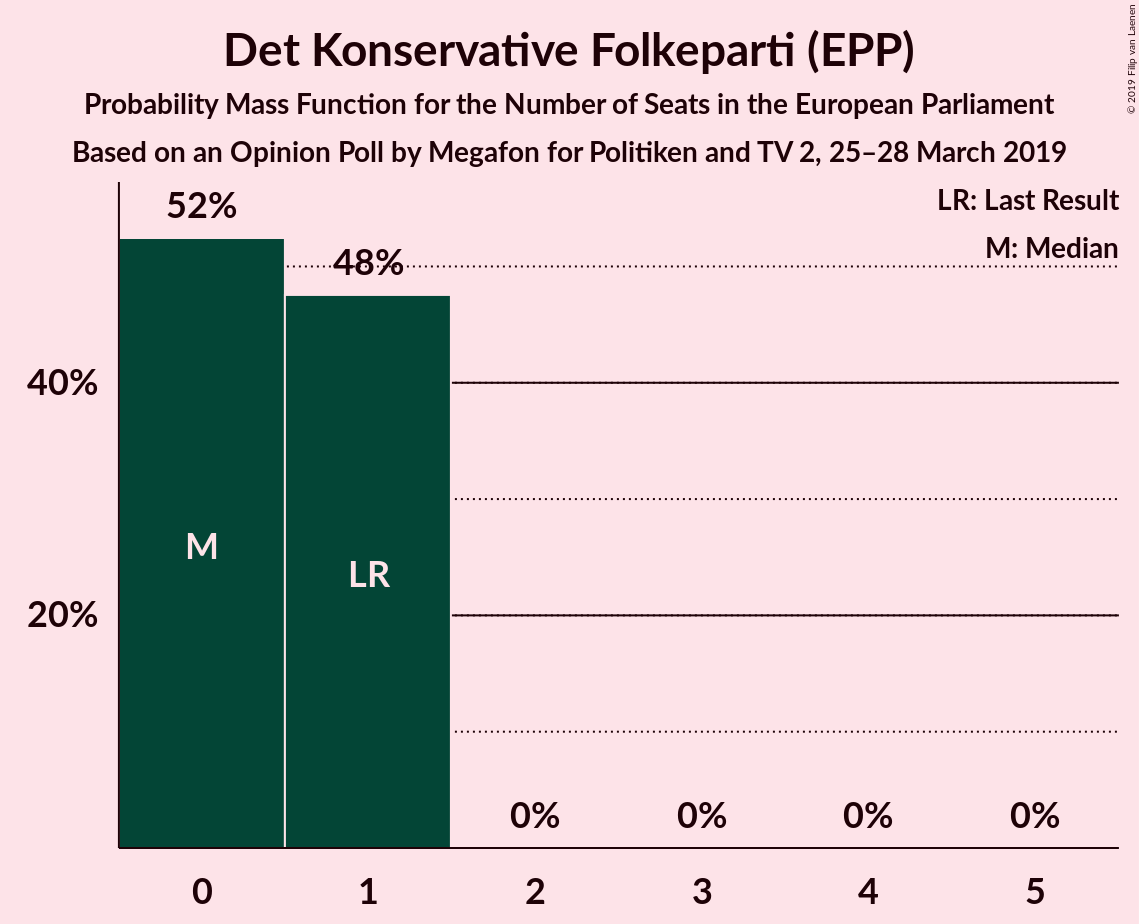 Det Konservative Folkeparti (EPP)
Probability Mass Function for the Number of Seats in the European Parliament
Based on an Opinion Poll by Megafon for Politiken and TV 2, 25–28 March 2019
© 2019 Filip van Laenen
LR: Last Result
M: Median
52%
48%
40%
20%
M
LR
0%
0%
0%
0%
0
1
2
3
4
5